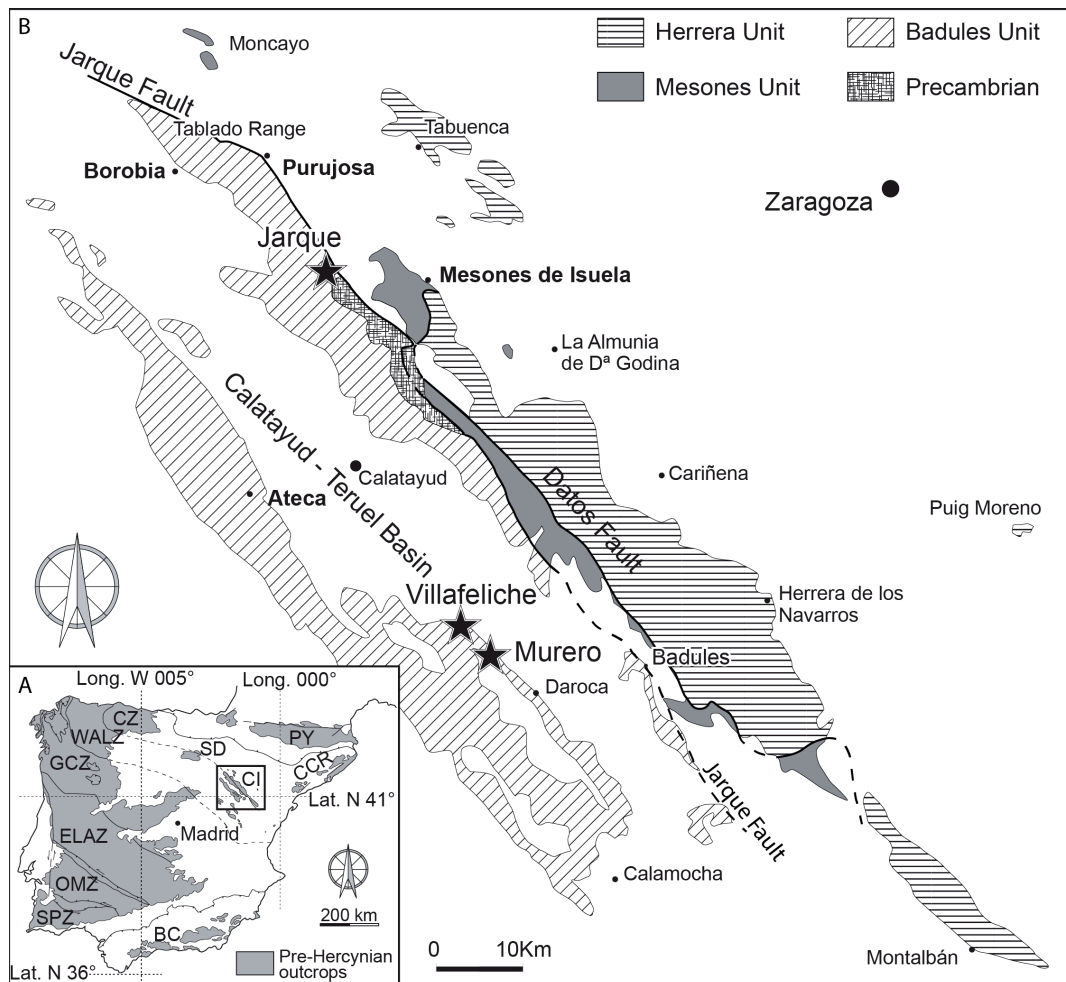 B
Moncayo
Herrera Unit
Badules Unit
Mesones Unit
Precambrian
Jarque Fault
Tablado Range
Tabuenca
Borobia
Purujosa
Zaragoza
Jarque
Mesones de Isuela
La Almunia
de Dª Godina
Calatayud - Teruel Basin
Calatayud
Cariñena
Datos Fault
Ateca
Puig Moreno
Villafeliche
Herrera de los
Navarros
Murero
Badules
Daroca
Jarque Fault
Calamocha
Montalbán
0 10Km
A
Long. W 005°
Long. 000°
CZ
WALZ
SD
PY
GCZ
CCR
CI
Lat. N 41°
Madrid
ELAZ
OMZ
200 km
SPZ
BC
Pre-Hercynian
outcrops
Lat. N 36°